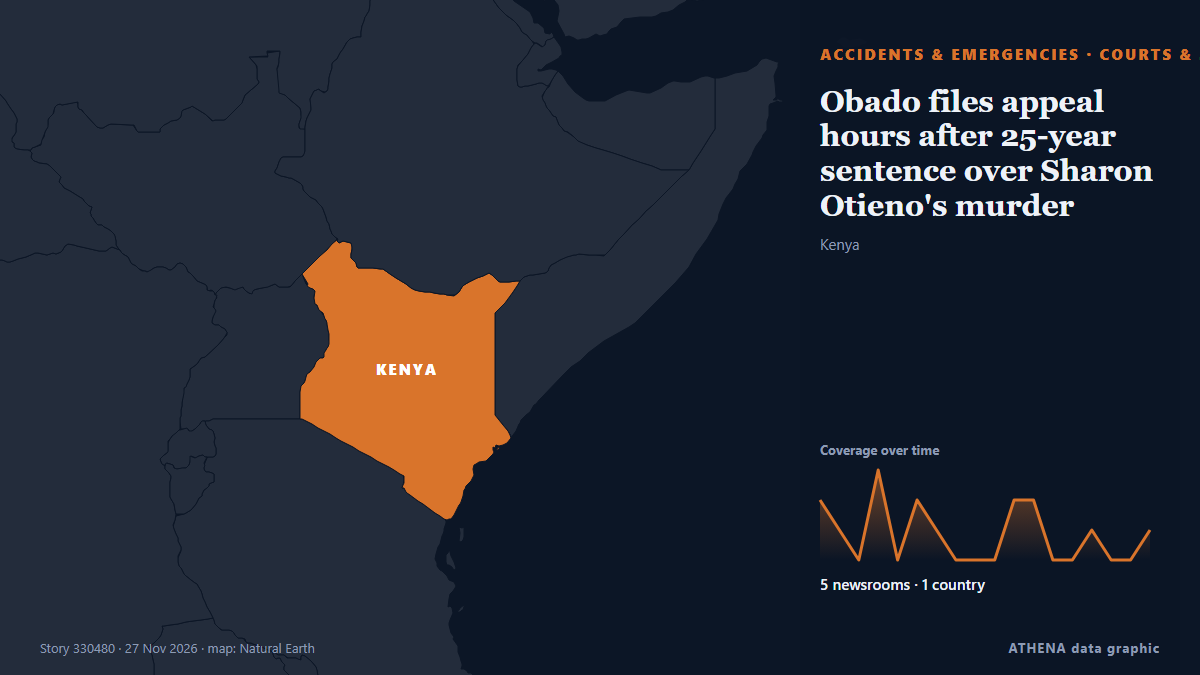 ACCIDENTS & EMERGENCIES · COURTS &
Obado files appeal
hours after 25-year
sentence over Sharon
Otieno's murder
Kenya
KENYA
Coverage over time
5 newsrooms · 1 country
Story 330480 · 27 Nov 2026 · map: Natural Earth
ATHENA data graphic